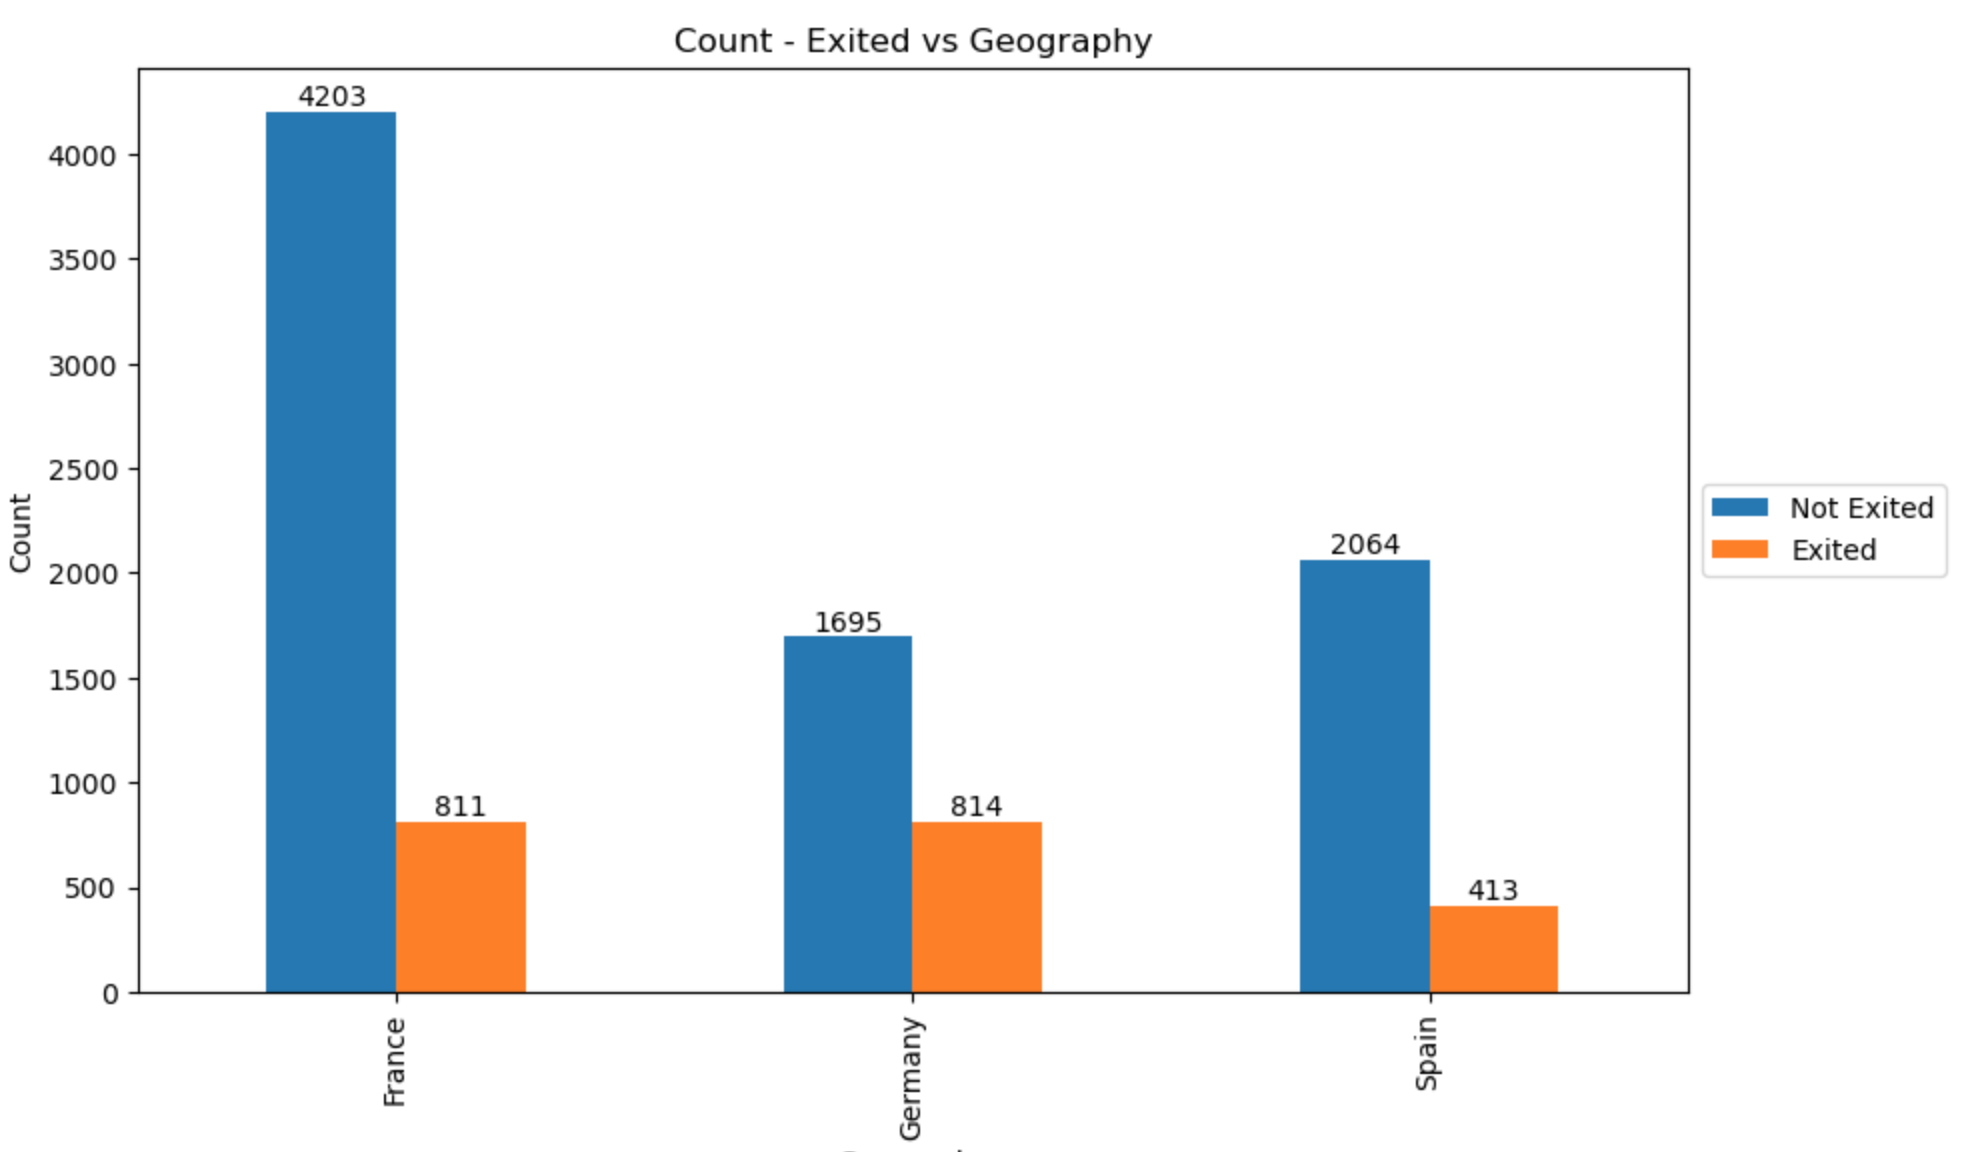 Count - Exited vs Geography
4203
4000
3500
3000
2500
2000
1500
1000
500
0
Count
811
1695
814
2064
413
Not Exited
Exited
France
Germany
Spain